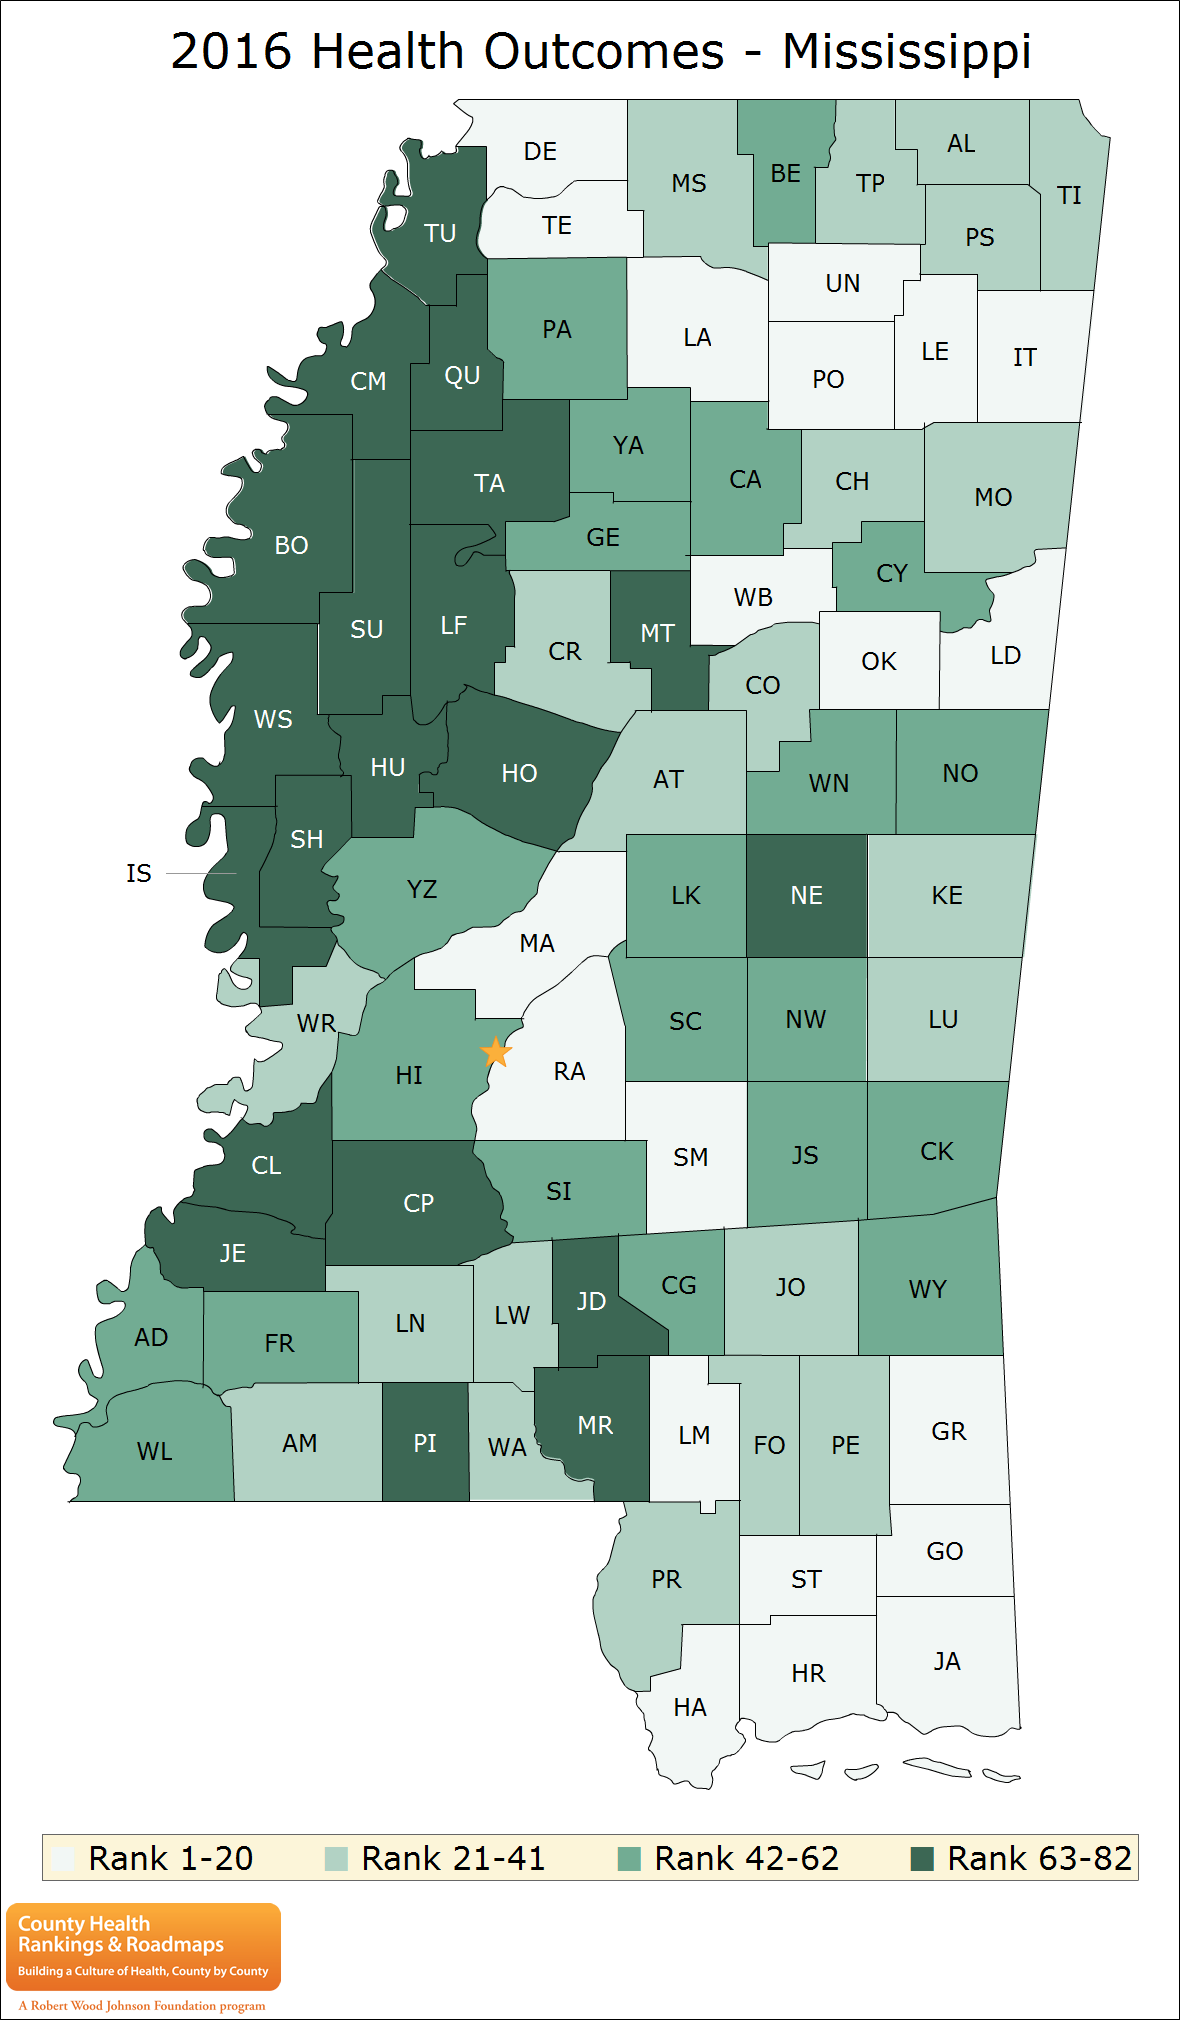 2016 Health Outcomes - Mississippi
DE
MS
BE
TP
AL
TI
TU
TE
PS
UN
PA
LA
LE
IT
CM
QU
PO
YA
TA
CA
CH
MO
BO
GE
CY
SU
LF
CR
MT
WB
CO
OK
LD
WS
HU
HO
AT
WN
NO
SH
IS
YZ
LK
NE
KE
MA
WR
SC
NW
LU
HI
RA
CL
CP
SI
SM
JS
CK
JE
AD
FR
LN
LW
JD
CG
JO
WY
WL
AM
PI
WA
MR
LM
FO
PE
GR
PR
ST
GO
HA
HR
JA
Rank 1-20 Rank 21-41 Rank 42-62 Rank 63-82
County Health
Rankings & Roadmaps
Building a Culture of Health, County by County
A Robert Wood Johnson Foundation program